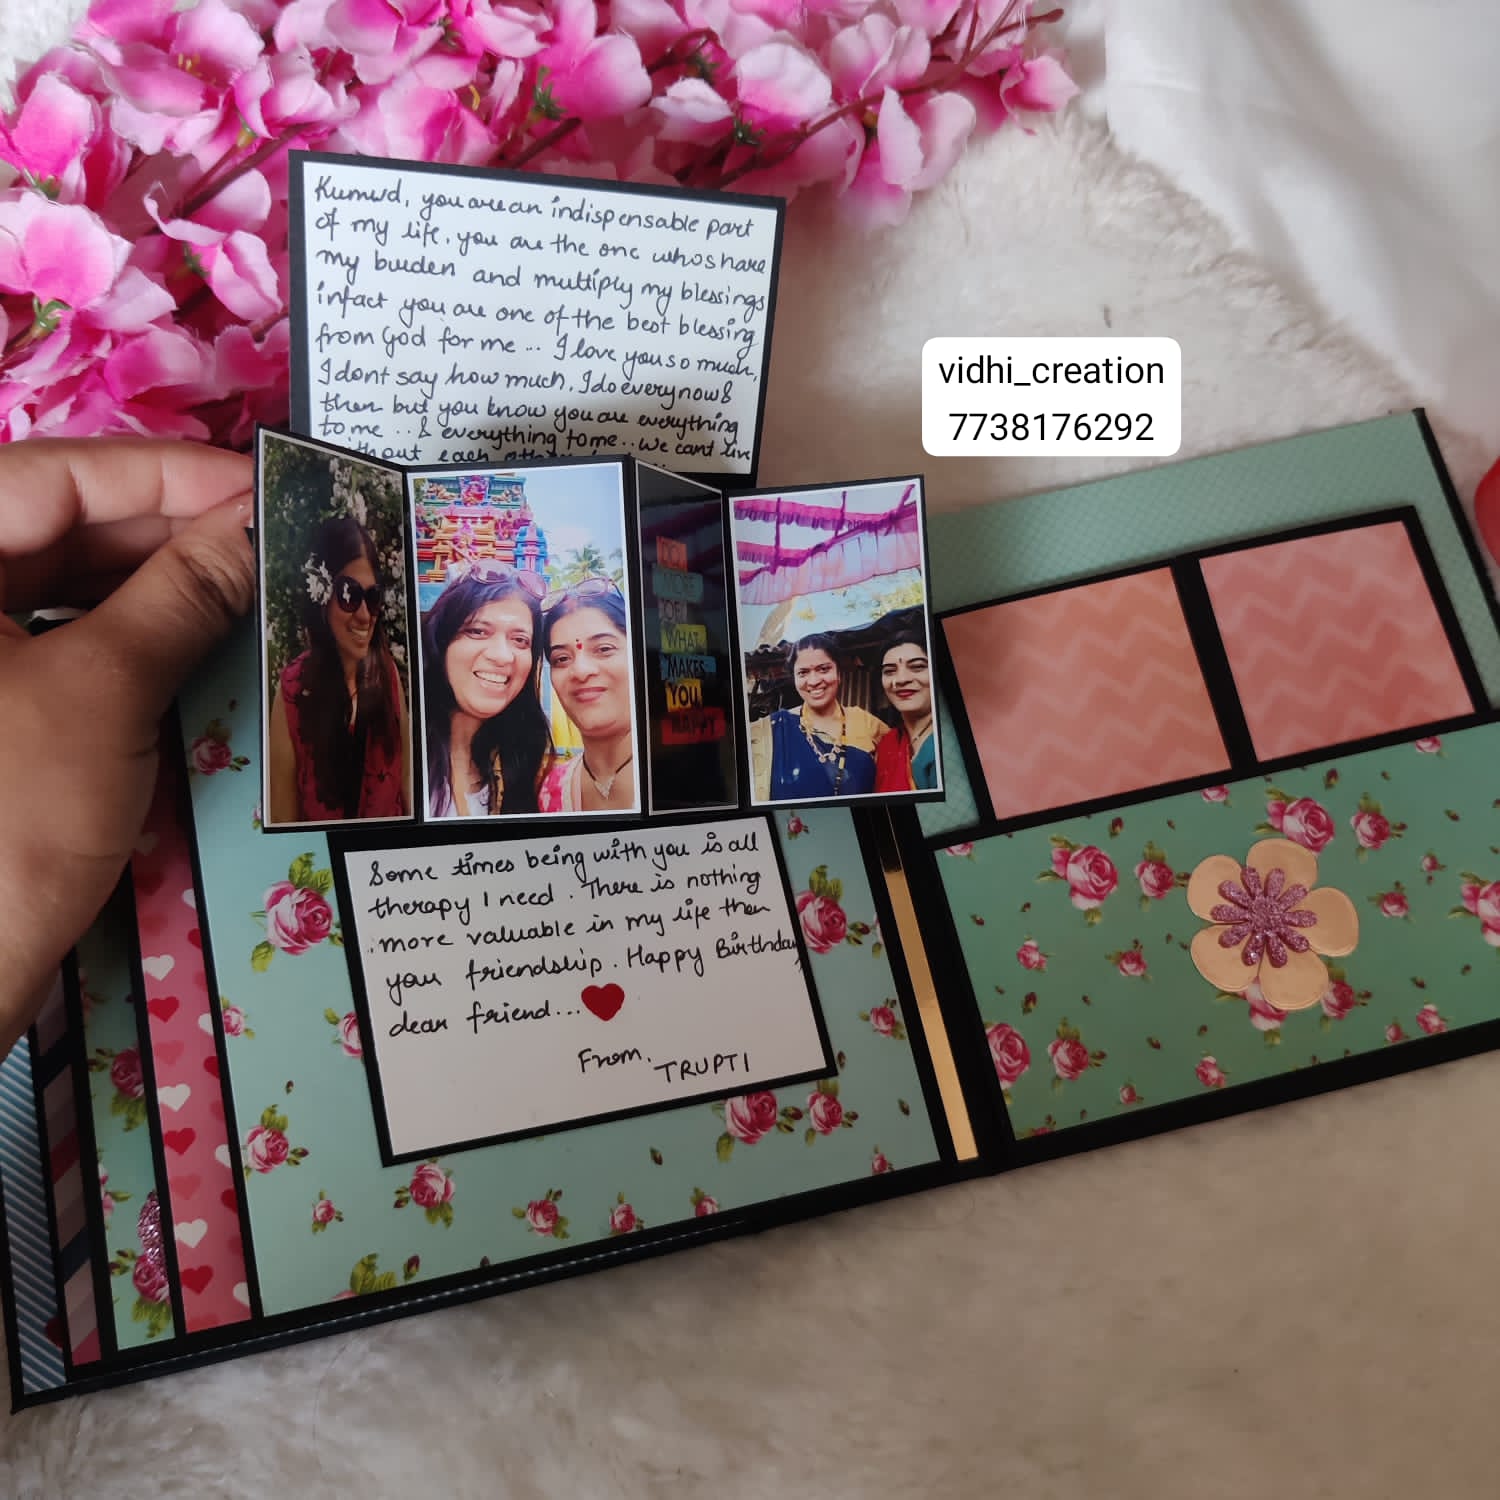 Kumud, you are an indispensable part
of my life. you are the one who share
my burden and multiply my blessings
infact you are one of the best blessing
from God for me ... I love you so much,
I dont say how much. I do every now &
then but you know you are everything
to me .. & everything to me.. We cant live
without each other
vidhi_creation
7738176292
DO
MORE
OF
WHAT
MAKES
YOU
HAPPY
Some times being with you is all
therapy I need. There is nothing
more valuable in my life then
your friendship. Happy Birthday
dear friend...
From.
TRUPTI